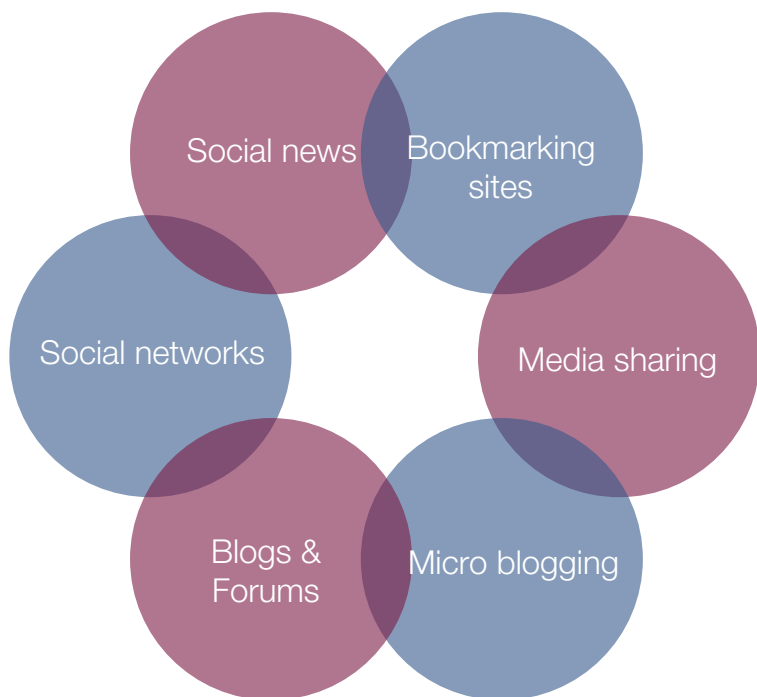 Social news
Bookmarking
sites
Social networks
Media sharing
Blogs &
Forums
Micro blogging